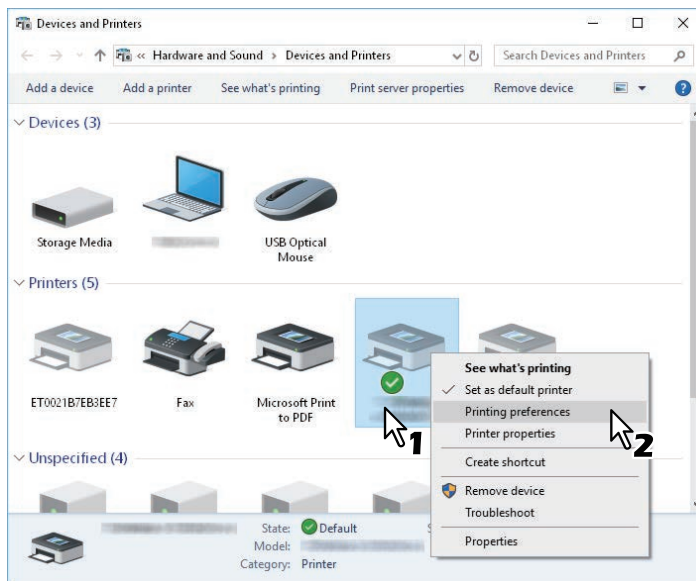 Devices and Printers
« Hardware and Sound › Devices and Printers
Search Devices and Printers
Add a device
Add a printer
See what's printing
Print server properties
Remove device
Devices (3)
Storage Media
USB Optical
Mouse
Printers (5)
ET0021B7EB3EE7
Fax
Microsoft Print
to PDF
1
See what's printing
Set as default printer
Printing preferences
2
Printer properties
Create shortcut
Remove device
Troubleshoot
Properties
Unspecified (4)
State: Default
Model:
Category: Printer